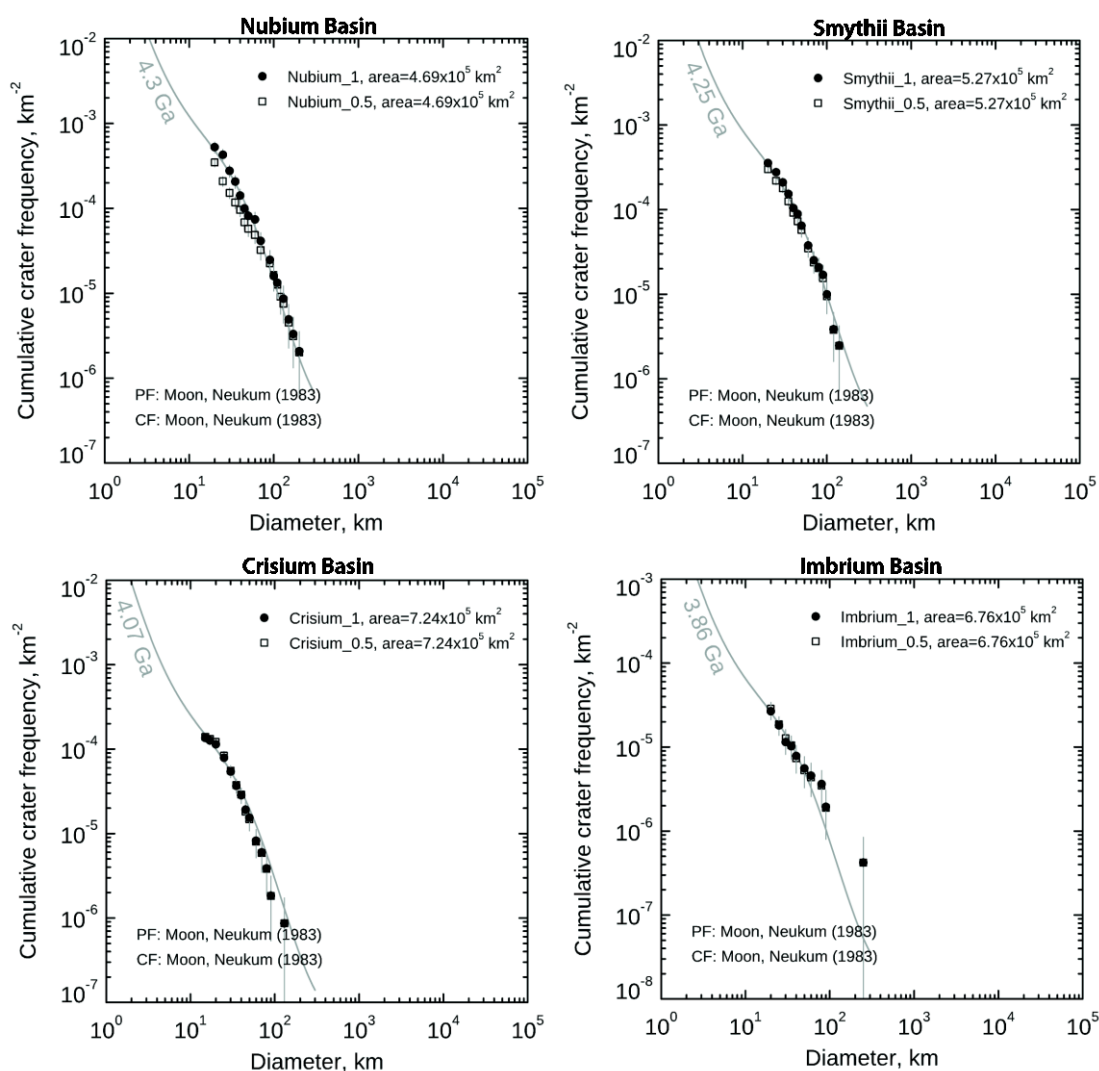 Nubium Basin
10^-2
10^-3
10^-4
10^-5
10^-6
10^-7
Cumulative crater frequency, km^-2
4.3 Ga
Nubium_1, area=4.69x10^5 km^2
Nubium_0.5, area=4.69x10^5 km^2
PF: Moon, Neukum (1983)
CF: Moon, Neukum (1983)
10^0 10^1 10^2 10^3 10^4 10^5
Diameter, km
Smythii Basin
10^-2
10^-3
10^-4
10^-5
10^-6
10^-7
Cumulative crater frequency, km^-2
4.25 Ga
Smythii_1, area=5.27x10^5 km^2
Smythii_0.5, area=5.27x10^5 km^2
PF: Moon, Neukum (1983)
CF: Moon, Neukum (1983)
10^0 10^1 10^2 10^3 10^4 10^5
Diameter, km
Crisium Basin
10^-2
10^-3
10^-4
10^-5
10^-6
10^-7
Cumulative crater frequency, km^-2
4.07 Ga
Crisium_1, area=7.24x10^5 km^2
Crisium_0.5, area=7.24x10^5 km^2
PF: Moon, Neukum (1983)
CF: Moon, Neukum (1983)
10^0 10^1 10^2 10^3 10^4 10^5
Diameter, km
Imbrium Basin
10^-3
10^-4
10^-5
10^-6
10^-7
10^-8
Cumulative crater frequency, km^-2
3.86 Ga
Imbrium_1, area=6.76x10^5 km^2
Imbrium_0.5, area=6.76x10^5 km^2
PF: Moon, Neukum (1983)
CF: Moon, Neukum (1983)
10^0 10^1 10^2 10^3 10^4 10^5
Diameter, km